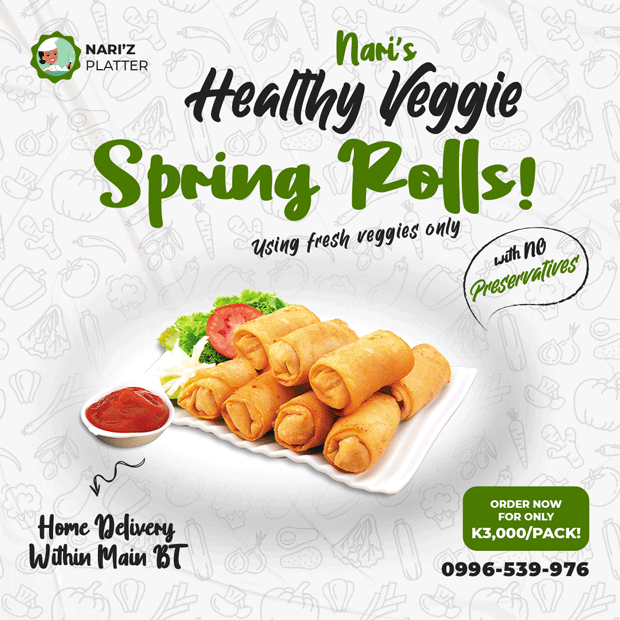 NARI'Z
PLATTER
Nari's
Healthy Veggie
Spring Rolls!
Using fresh veggies only
with NO
Preservatives
Home Delivery
Within Main BT
ORDER NOW
FOR ONLY
K3,000/PACK!
0996-539-976